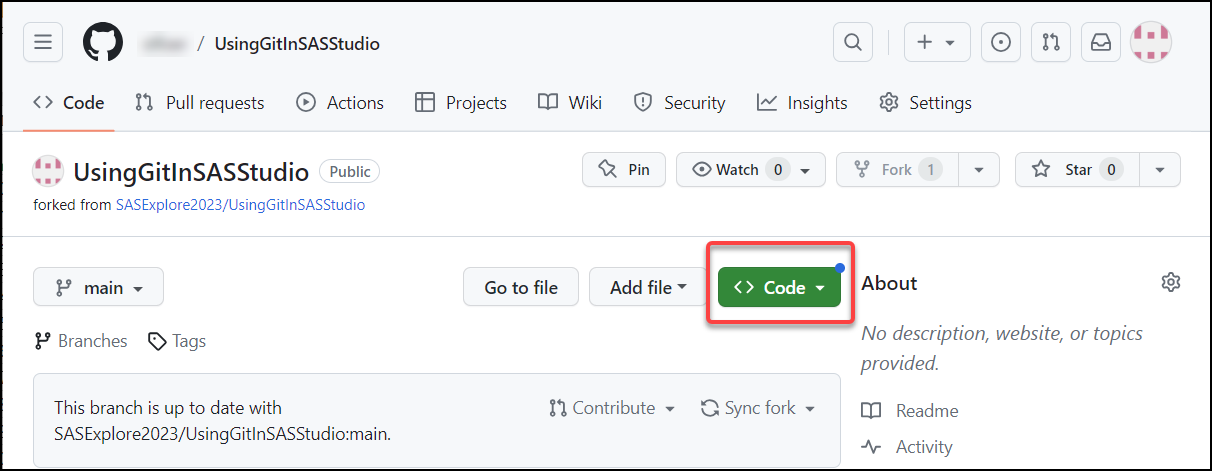 / UsingGitInSASStudio
Code Pull requests Actions Projects Wiki Security Insights Settings
UsingGitInSASStudio Public Pin Watch 0 Fork 1 Star 0
forked from SASExplore2023/UsingGitInSASStudio
main Go to file Add file Code
About
Branches Tags
No description, website, or topics
provided.
This branch is up to date with
SASExplore2023/UsingGitInSASStudio:main.
Contribute Sync fork
Readme
Activity